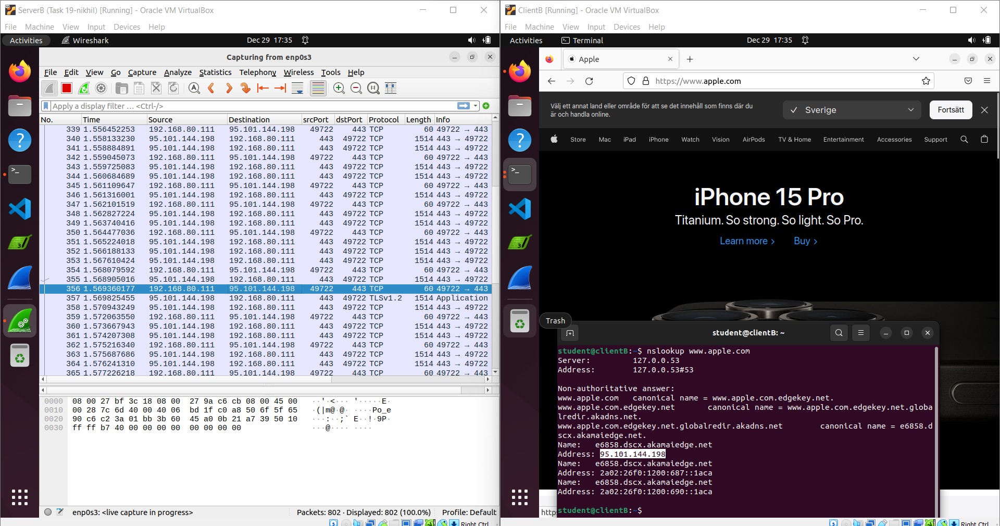 ServerB (Task 19-nikhil) [Running] - Oracle VM VirtualBox
File Machine View Input Devices Help
Activities Wireshark Dec 29 17:35
Capturing from enp0s3
File Edit View Go Capture Analyze Statistics Telephony Wireless Tools Help
Apply a display filter … <Ctrl-/>
No. Time Source Destination srcPort dstPort Protocol Length Info
339 1.556452253 192.168.80.111 95.101.144.198 49722 443 TCP 60 49722 → 443
340 1.558133230 95.101.144.198 192.168.80.111 443 49722 TCP 1514 443 → 49722
341 1.558884891 95.101.144.198 192.168.80.111 443 49722 TCP 1514 443 → 49722
342 1.559045073 192.168.80.111 95.101.144.198 49722 443 TCP 60 49722 → 443
343 1.559725083 95.101.144.198 192.168.80.111 443 49722 TCP 1514 443 → 49722
344 1.560684689 95.101.144.198 192.168.80.111 443 49722 TCP 1514 443 → 49722
345 1.561109647 192.168.80.111 95.101.144.198 49722 443 TCP 60 49722 → 443
346 1.561316001 95.101.144.198 192.168.80.111 443 49722 TCP 1514 443 → 49722
347 1.562101519 192.168.80.111 95.101.144.198 49722 443 TCP 60 49722 → 443
348 1.562827224 95.101.144.198 192.168.80.111 443 49722 TCP 1514 443 → 49722
349 1.563740416 95.101.144.198 192.168.80.111 443 49722 TCP 1514 443 → 49722
350 1.564477036 192.168.80.111 95.101.144.198 49722 443 TCP 60 49722 → 443
351 1.565224018 95.101.144.198 192.168.80.111 443 49722 TCP 1514 443 → 49722
352 1.566188133 95.101.144.198 192.168.80.111 443 49722 TCP 1514 443 → 49722
353 1.567610424 95.101.144.198 192.168.80.111 443 49722 TCP 1514 443 → 49722
354 1.568079592 192.168.80.111 95.101.144.198 49722 443 TCP 60 49722 → 443
355 1.568905016 95.101.144.198 192.168.80.111 443 49722 TCP 1514 443 → 49722
356 1.569360177 192.168.80.111 95.101.144.198 49722 443 TCP 60 49722 → 443
357 1.569825455 95.101.144.198 192.168.80.111 443 49722 TLSv1.2 1514 Application
358 1.570943249 95.101.144.198 192.168.80.111 443 49722 TCP 1514 443 → 49722
359 1.572063550 192.168.80.111 95.101.144.198 49722 443 TCP 60 49722 → 443
360 1.573667943 95.101.144.198 192.168.80.111 443 49722 TCP 1514 443 → 49722
361 1.574207308 95.101.144.198 192.168.80.111 443 49722 TCP 1514 443 → 49722
362 1.575216340 192.168.80.111 95.101.144.198 49722 443 TCP 60 49722 → 443
363 1.575687686 95.101.144.198 192.168.80.111 443 49722 TCP 1514 443 → 49722
364 1.576241310 95.101.144.198 192.168.80.111 443 49722 TCP 1514 443 → 49722
365 1.577226218 192.168.80.111 95.101.144.198 49722 443 TCP 60 49722 → 443
0000 08 00 27 bf 3c 18 08 00 27 9a c6 cb 08 00 45 00 ··'·<··· '·····E·
0010 00 28 7c 6d 40 00 40 06 bd 1f c0 a8 50 6f 5f 65 ·(|m@·@· ····Po_e
0020 90 c6 c2 3a 01 bb 3b 60 45 a0 0b 21 a7 39 50 10 ···:··;` E··!·9P·
0030 ff ff b7 40 00 00 00 00 00 00 00 00 ···@···· ····
enp0s3: <live capture in progress> Packets: 802 · Displayed: 802 (100.0%) Profile: Default
Right Ctrl
ClientB [Running] - Oracle VM VirtualBox
File Machine View Input Devices Help
Activities Terminal Dec 29 17:35
Apple
https://www.apple.com
Välj ett annat land eller område för att se det innehåll som finns där du
är och handla online.
Sverige
Fortsätt
Store Mac iPad iPhone Watch Vision AirPods TV & Home Entertainment Accessories Support
iPhone 15 Pro
Titanium. So strong. So light. So Pro.
Learn more > Buy >
Trash
student@clientB: ~
student@clientB:~$ nslookup www.apple.com
Server: 127.0.0.53
Address: 127.0.0.53#53
Non-authoritative answer:
www.apple.com canonical name = www.apple.com.edgekey.net.
www.apple.com.edgekey.net canonical name = www.apple.com.edgekey.net.globa
lredir.akadns.net.
www.apple.com.edgekey.net.globalredir.akadns.net canonical name = e6858.d
scx.akamaiedge.net.
Name: e6858.dscx.akamaiedge.net
Address: 95.101.144.198
Name: e6858.dscx.akamaiedge.net
Address: 2a02:26f0:1200:687::1aca
Name: e6858.dscx.akamaiedge.net
Address: 2a02:26f0:1200:690::1aca
student@clientB:~$
http
Right Ctrl